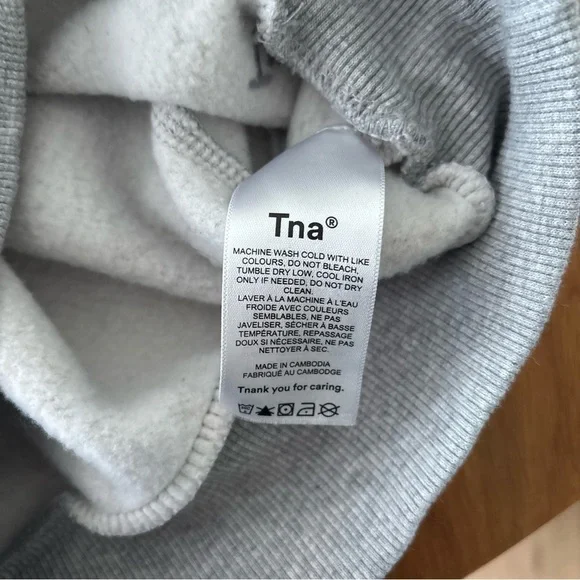 Tna®
MACHINE WASH COLD WITH LIKE
COLOURS, DO NOT BLEACH,
TUMBLE DRY LOW, COOL IRON
ONLY IF NEEDED, DO NOT DRY
CLEAN.
LAVER À LA MACHINE À L'EAU
FROIDE AVEC COULEURS
SEMBLABLES, NE PAS
JAVELISER, SÉCHER À BASSE
TEMPÉRATURE, REPASSAGE
DOUX SI NÉCESSAIRE, NE PAS
NETTOYER À SEC.
MADE IN CAMBODIA
FABRIQUÉ AU CAMBODGE
Tnank you for caring.